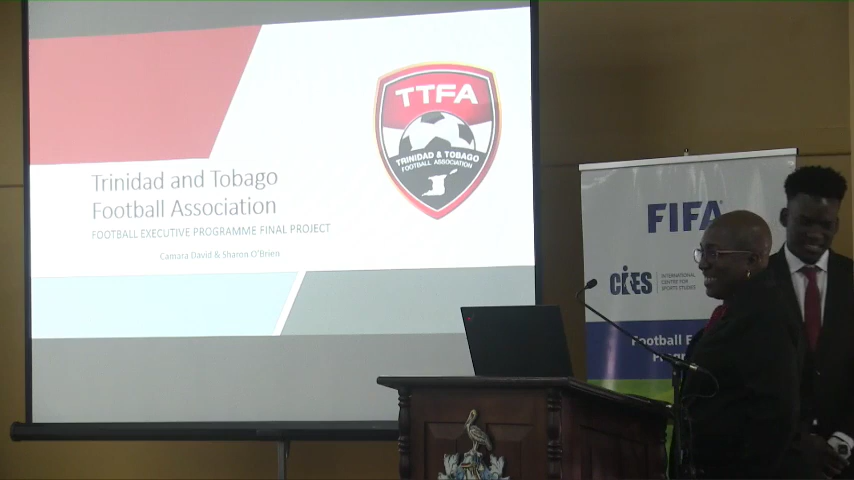 TTFA
TRINIDAD & TOBAGO
FOOTBALL ASSOCIATION
Trinidad and Tobago
Football Association
FOOTBALL EXECUTIVE PROGRAMME FINAL PROJECT
Camara David & Sharon O'Brien
FIFA
CIES
INTERNATIONAL
CENTRE FOR
SPORTS STUDIES
Football E
Progr